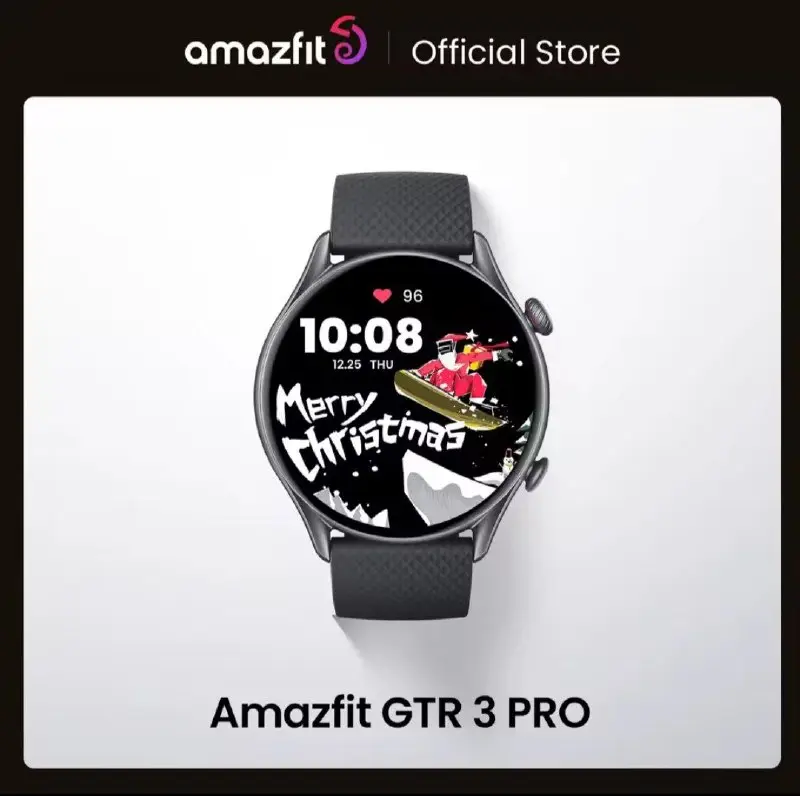 amazfit | Official Store
96
10:08
12.25 THU
Merry
Christmas
Amazfit GTR 3 PRO